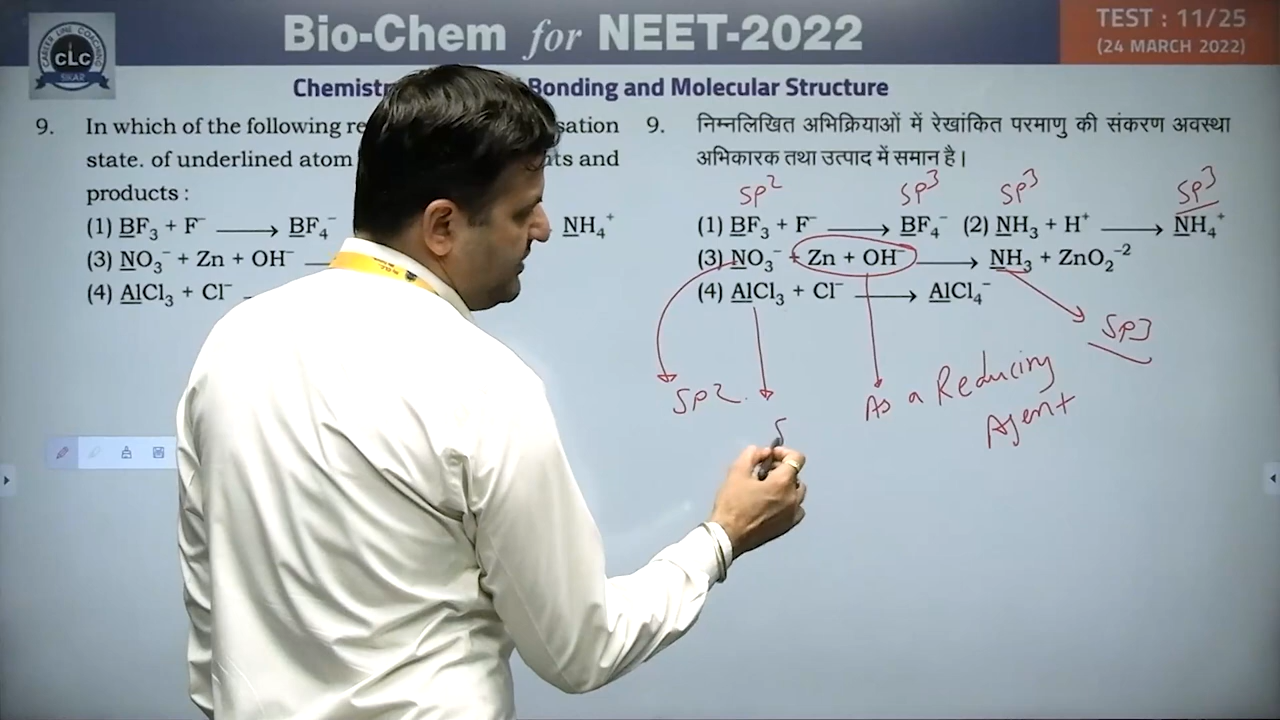 Bio-Chem for NEET-2022
TEST : 11/25
(24 MARCH 2022)
CAREER LINE COACHING
CLC
SIKAR
Bonding and Molecular Structure
9. In which of the following
state. of underlined atom and
products :
(1) BF₃ + F⁻ ⟶ BF₄⁻ NH₄⁺
(3) NO₃⁻ + Zn + OH⁻
(4) AlCl₃ + Cl⁻
9. निम्नलिखित अभिक्रियाओं में रेखांकित परमाणु की संकरण अवस्था
अभिकारक तथा उत्पाद में समान है।
sp² sp³ sp³ sp³
(1) BF₃ + F⁻ ⟶ BF₄⁻ (2) NH₃ + H⁺ ⟶ NH₄⁺
(3) NO₃⁻ + Zn + OH⁻ ⟶ NH₃ + ZnO₂⁻²
(4) AlCl₃ + Cl⁻ ⟶ AlCl₄⁻
sp3
sp2
As a Reducing
Agent
S